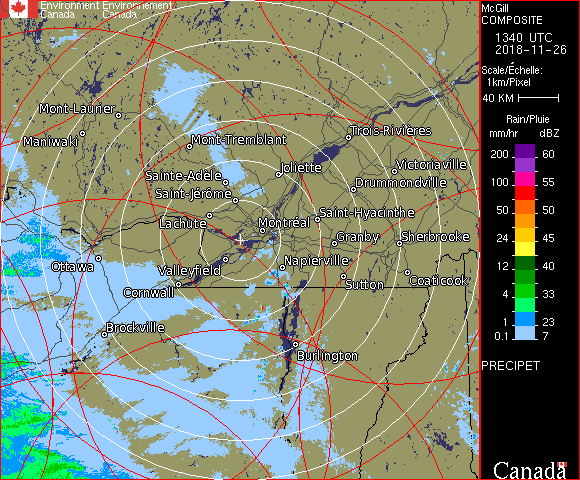 Environment Environnement
Canada Canada
McGill
COMPOSITE
1340 UTC
2018-11-26
Scale/Échelle:
1km/Pixel
40 KM
Rain/Pluie
mm/hr dBZ
200 60
150 57
100 55
50 50
24 45
12 40
4 33
1 23
0.1 7
PRECIPET
Canada
Mont-Laurier
Maniwaki
Mont-Tremblant
Trois-Rivières
Sainte-Adèle
Joliette
Victoriaville
Saint-Jérôme
Drummondville
Lachute
Montréal
Saint-Hyacinthe
Granby
Sherbrooke
Ottawa
Valleyfield
Napierville
Cornwall
Sutton
Coaticook
Brockville
Burlington